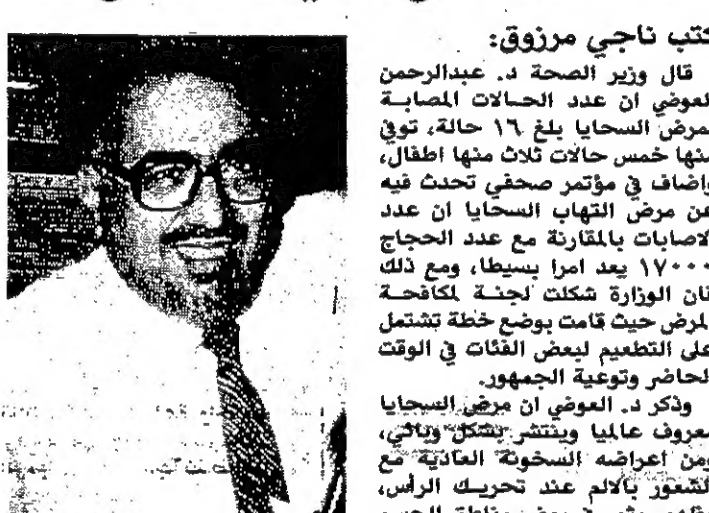 كتب ناجي مرزوق:
قال وزير الصحة د. عبدالرحمن
العوضي ان عدد الحالات المصابة
بمرض السحايا بلغ ١٦ حالة، توفي
منها خمس حالات ثلاث منها اطفال،
واضاف في مؤتمر صحفي تحدث فيه
عن مرض التهاب السحايا ان عدد
الاصابات بالمقارنة مع عدد الحجاج
١٧٠٠٠ يعد امرا بسيطا، ومع ذلك
فان الوزارة شكلت لجنة لمكافحة
المرض حيث قامت بوضع خطة تشتمل
على التطعيم لبعض الفئات في الوقت
الحاضر وتوعية الجمهور.
وذكر د. العوضي ان مرض السحايا
معروف عالميا وينتشر بشكل وبائي،
ومن اعراضه السخونة العادية مع
الشعور بالالم عند تحريك الراس،